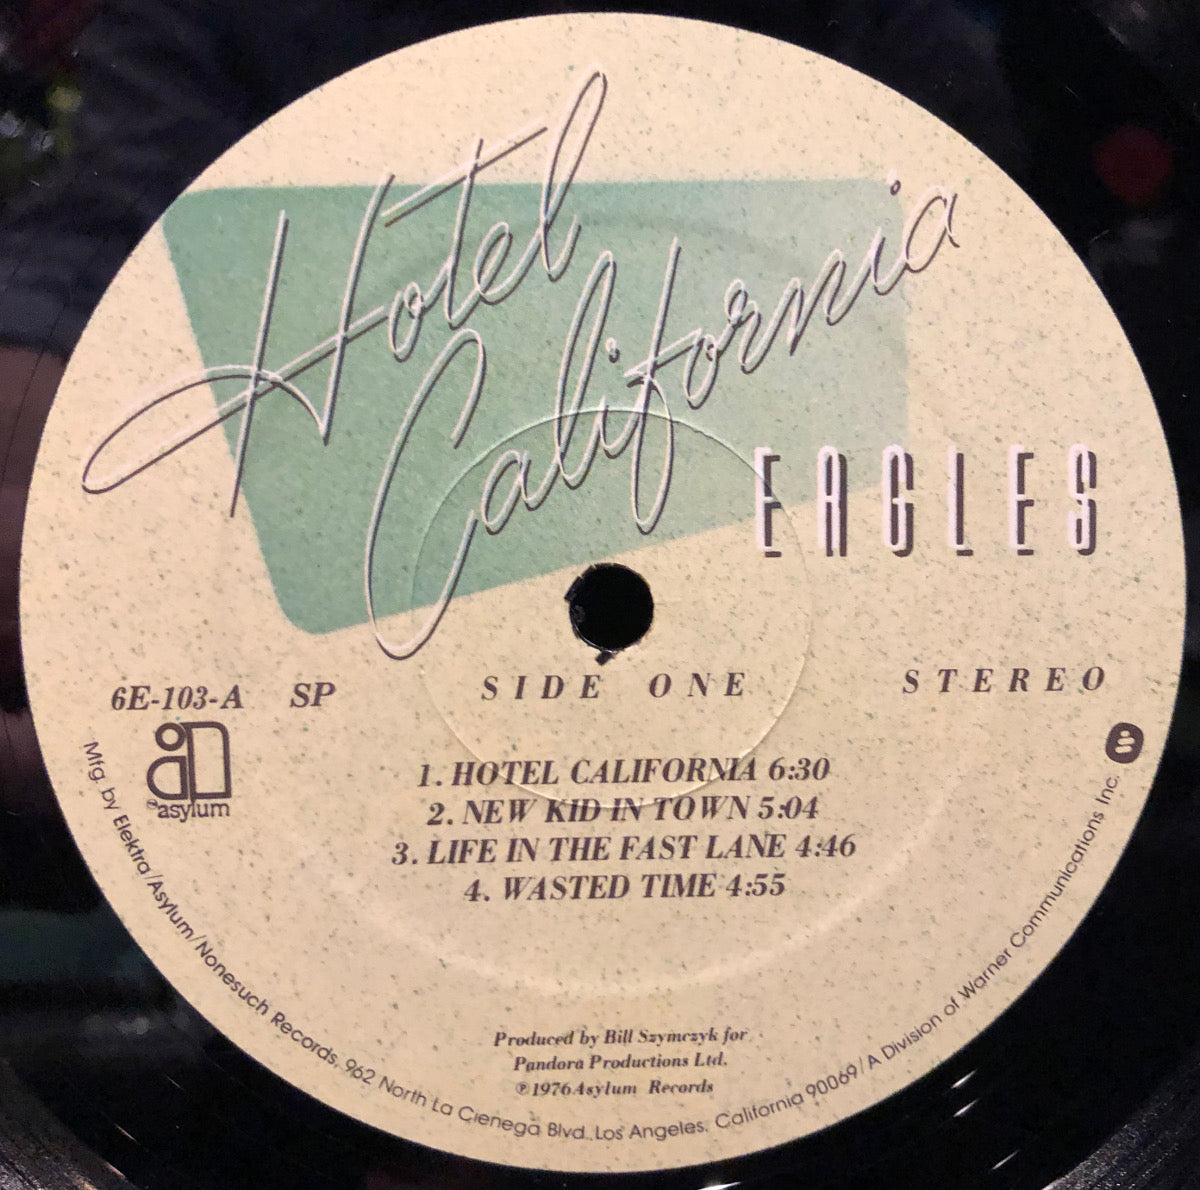 Hotel
California
EAGLES
6E-103-A SP
SIDE ONE
STEREO
℗asylum
1. HOTEL CALIFORNIA 6:30
2. NEW KID IN TOWN 5:04
3. LIFE IN THE FAST LANE 4:46
4. WASTED TIME 4:55
Produced by Bill Szymczyk for
Pandora Productions Ltd.
℗1976 Asylum Records
Mfg. by Elektra/Asylum/Nonesuch Records, 962 North La Cienega Blvd., Los Angeles, California 90069/A Division of Warner Communications Inc.